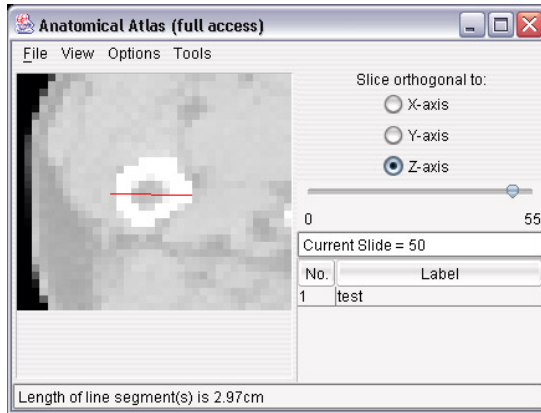 Anatomical Atlas (full access)
File View Options Tools
Slice orthogonal to:
X-axis
Y-axis
Z-axis
0 55
Current Slide = 50
No. Label
1 test
Length of line segment(s) is 2.97cm